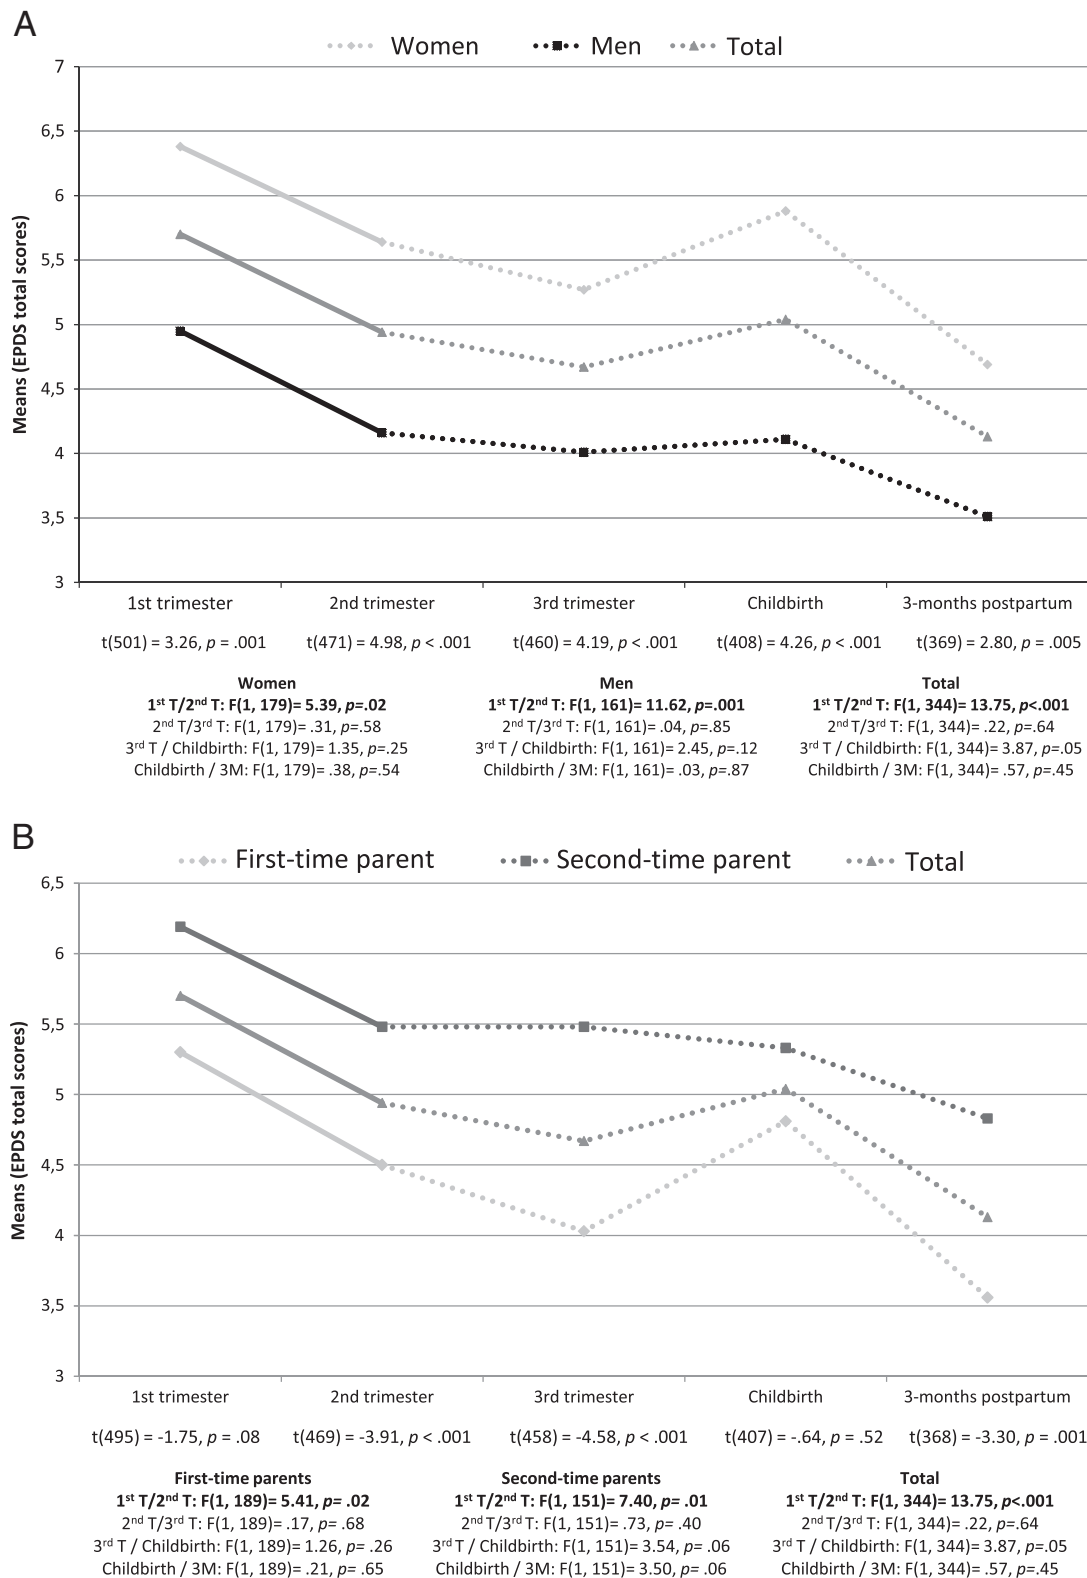 A
Women Men Total
7
6,5
6
5,5
5
4,5
4
3,5
3
Means (EPDS total scores)
1st trimester 2nd trimester 3rd trimester Childbirth 3-months postpartum
t(501) = 3.26, p = .001 t(471) = 4.98, p < .001 t(460) = 4.19, p < .001 t(408) = 4.26, p < .001 t(369) = 2.80, p = .005
Women Men Total
1st T/2nd T: F(1, 179)= 5.39, p=.02 1st T/2nd T: F(1, 161)= 11.62, p=.001 1st T/2nd T: F(1, 344)= 13.75, p<.001
2nd T/3rd T: F(1, 179)= .31, p=.58 2nd T/3rd T: F(1, 161)= .04, p=.85 2nd T/3rd T: F(1, 344)= .22, p=.64
3rd T / Childbirth: F(1, 179)= 1.35, p=.25 3rd T / Childbirth: F(1, 161)= 2.45, p=.12 3rd T / Childbirth: F(1, 344)= 3.87, p=.05
Childbirth / 3M: F(1, 179)= .38, p=.54 Childbirth / 3M: F(1, 161)= .03, p=.87 Childbirth / 3M: F(1, 344)= .57, p=.45
B
First-time parent Second-time parent Total
6,5
6
5,5
5
4,5
4
3,5
3
Means (EPDS total scores)
1st trimester 2nd trimester 3rd trimester Childbirth 3-months postpartum
t(495) = -1.75, p = .08 t(469) = -3.91, p < .001 t(458) = -4.58, p < .001 t(407) = -.64, p = .52 t(368) = -3.30, p = .001
First-time parents Second-time parents Total
1st T/2nd T: F(1, 189)= 5.41, p= .02 1st T/2nd T: F(1, 151)= 7.40, p= .01 1st T/2nd T: F(1, 344)= 13.75, p<.001
2nd T/3rd T: F(1, 189)= .17, p= .68 2nd T/3rd T: F(1, 151)= .73, p= .40 2nd T/3rd T: F(1, 344)= .22, p=.64
3rd T / Childbirth: F(1, 189)= 1.26, p= .26 3rd T / Childbirth: F(1, 151)= 3.54, p= .06 3rd T / Childbirth: F(1, 344)= 3.87, p=.05
Childbirth / 3M: F(1, 189)= .21, p= .65 Childbirth / 3M: F(1, 151)= 3.50, p= .06 Childbirth / 3M: F(1, 344)= .57, p=.45